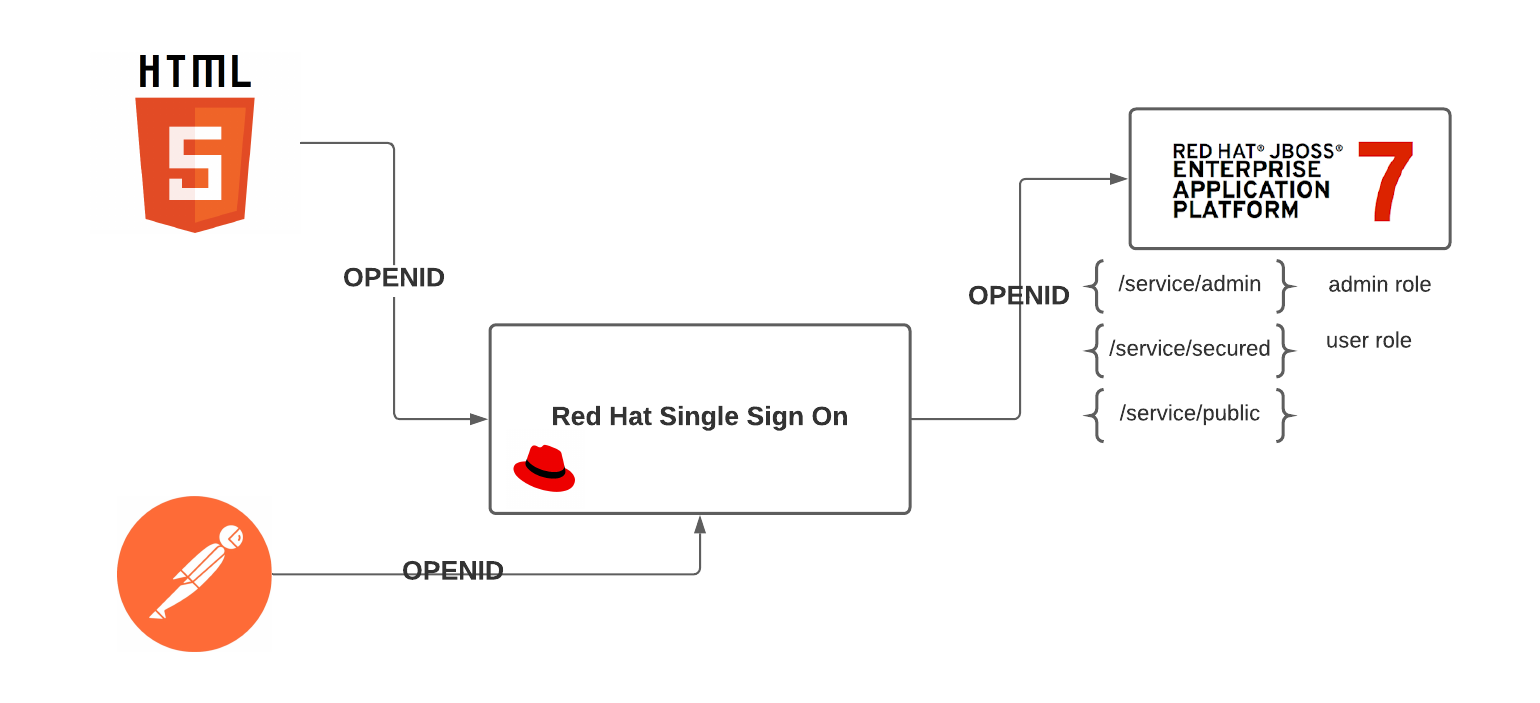 HTML
5
OPENID
Red Hat Single Sign On
OPENID
OPENID
RED HAT® JBOSS®
ENTERPRISE
APPLICATION
PLATFORM
7
/service/admin
admin role
/service/secured
user role
/service/public